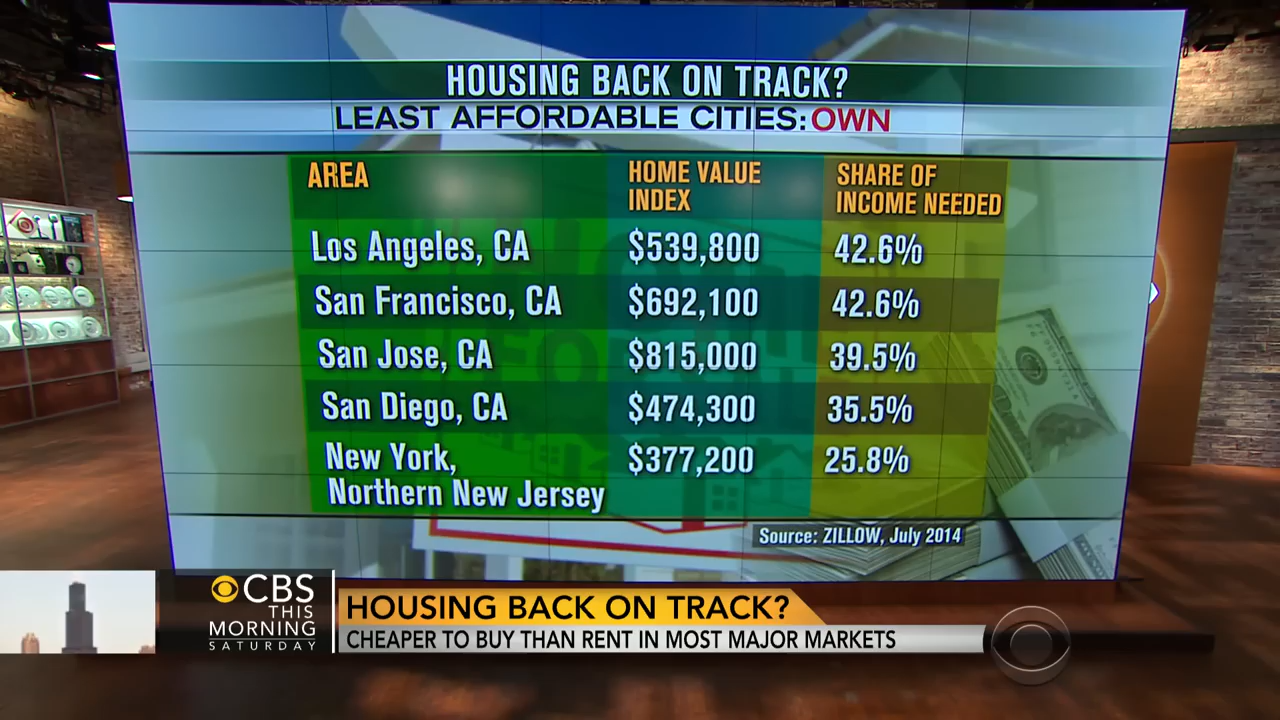 HOUSING BACK ON TRACK?
LEAST AFFORDABLE CITIES: OWN
AREA
HOME VALUE
INDEX
SHARE OF
INCOME NEEDED
Los Angeles, CA $539,800 42.6%
San Francisco, CA $692,100 42.6%
San Jose, CA $815,000 39.5%
San Diego, CA $474,300 35.5%
New York, $377,200 25.8%
Northern New Jersey
Source: ZILLOW, July 2014
CBS
THIS
MORNING
SATURDAY
HOUSING BACK ON TRACK?
CHEAPER TO BUY THAN RENT IN MOST MAJOR MARKETS